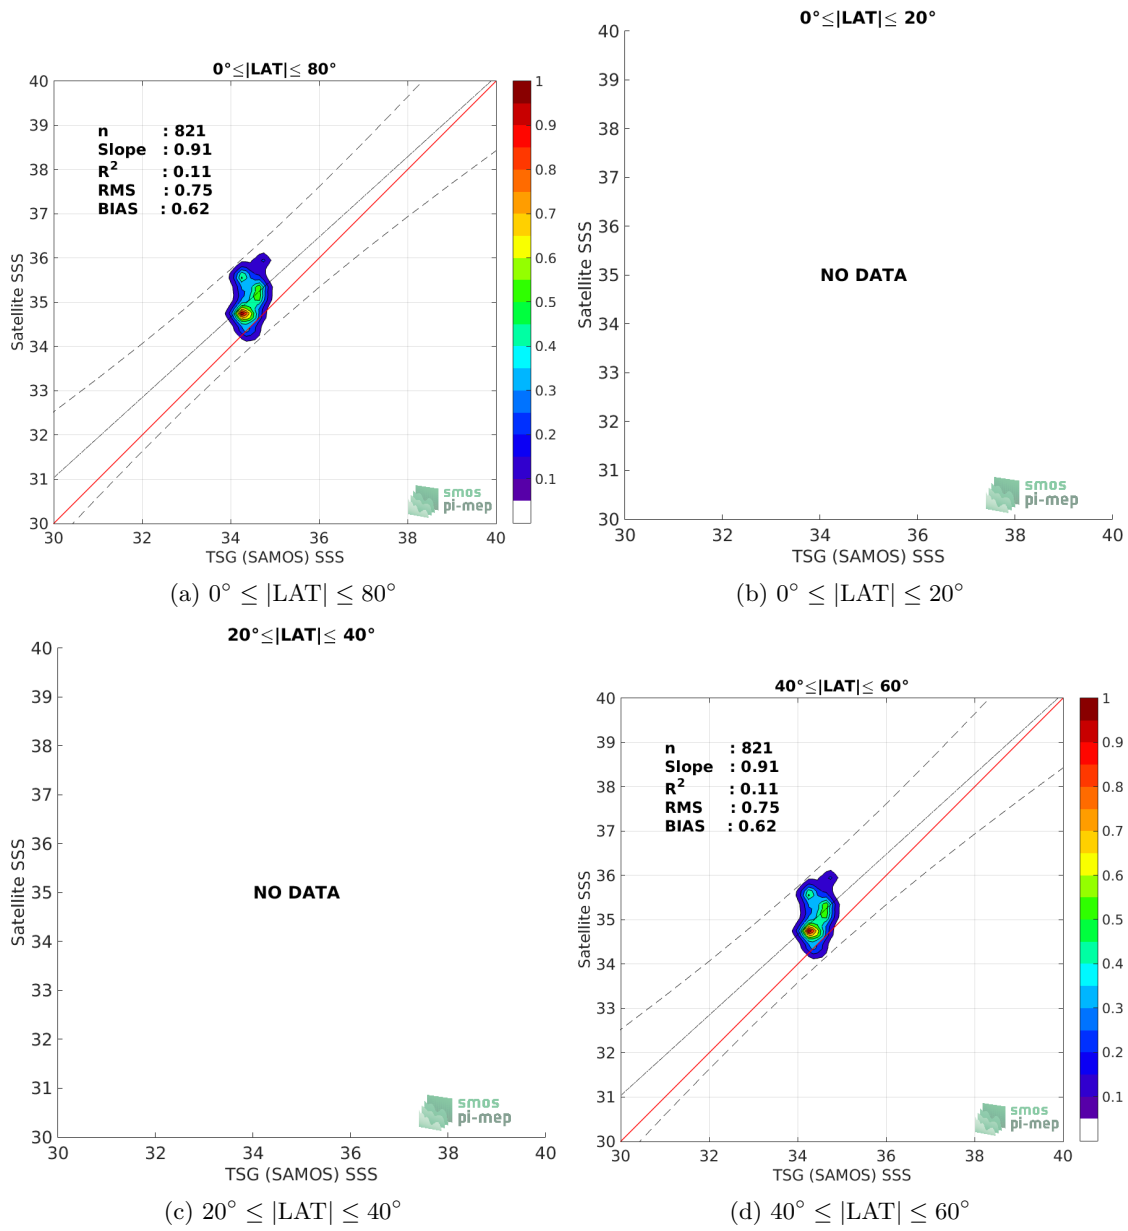 0°≤|LAT|≤ 80°
n : 821
Slope : 0.91
R² : 0.11
RMS : 0.75
BIAS : 0.62
Satellite SSS
40
39
38
37
36
35
34
33
32
31
30
30 32 34 36 38 40
TSG (SAMOS) SSS
1
0.9
0.8
0.7
0.6
0.5
0.4
0.3
0.2
0.1
smos
pi-mep
(a) 0° ≤ |LAT| ≤ 80°
0°≤|LAT|≤ 20°
Satellite SSS
40
39
38
37
36
35
34
33
32
31
30
NO DATA
smos
pi-mep
30 32 34 36 38 40
TSG (SAMOS) SSS
(b) 0° ≤ |LAT| ≤ 20°
20°≤|LAT|≤ 40°
Satellite SSS
40
39
38
37
36
35
34
33
32
31
30
NO DATA
smos
pi-mep
30 32 34 36 38 40
TSG (SAMOS) SSS
(c) 20° ≤ |LAT| ≤ 40°
40°≤|LAT|≤ 60°
n : 821
Slope : 0.91
R² : 0.11
RMS : 0.75
BIAS : 0.62
Satellite SSS
40
39
38
37
36
35
34
33
32
31
30
30 32 34 36 38 40
TSG (SAMOS) SSS
1
0.9
0.8
0.7
0.6
0.5
0.4
0.3
0.2
0.1
smos
pi-mep
(d) 40° ≤ |LAT| ≤ 60°